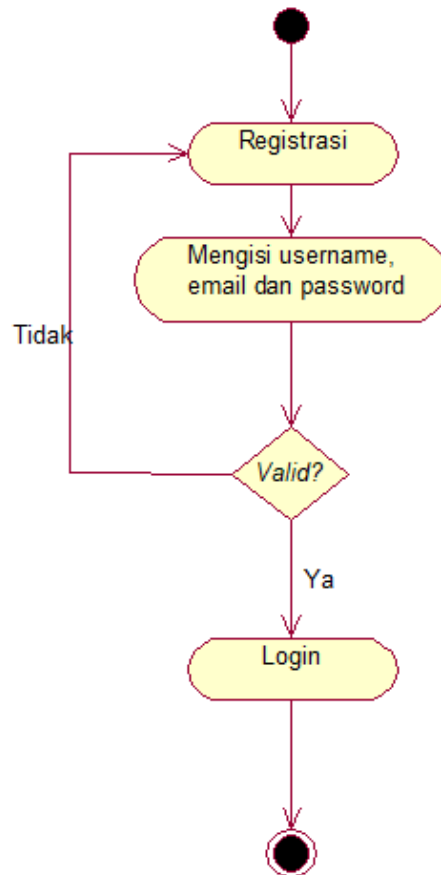 Registrasi
Mengisi username,
email dan password
Tidak
Valid?
Ya
Login